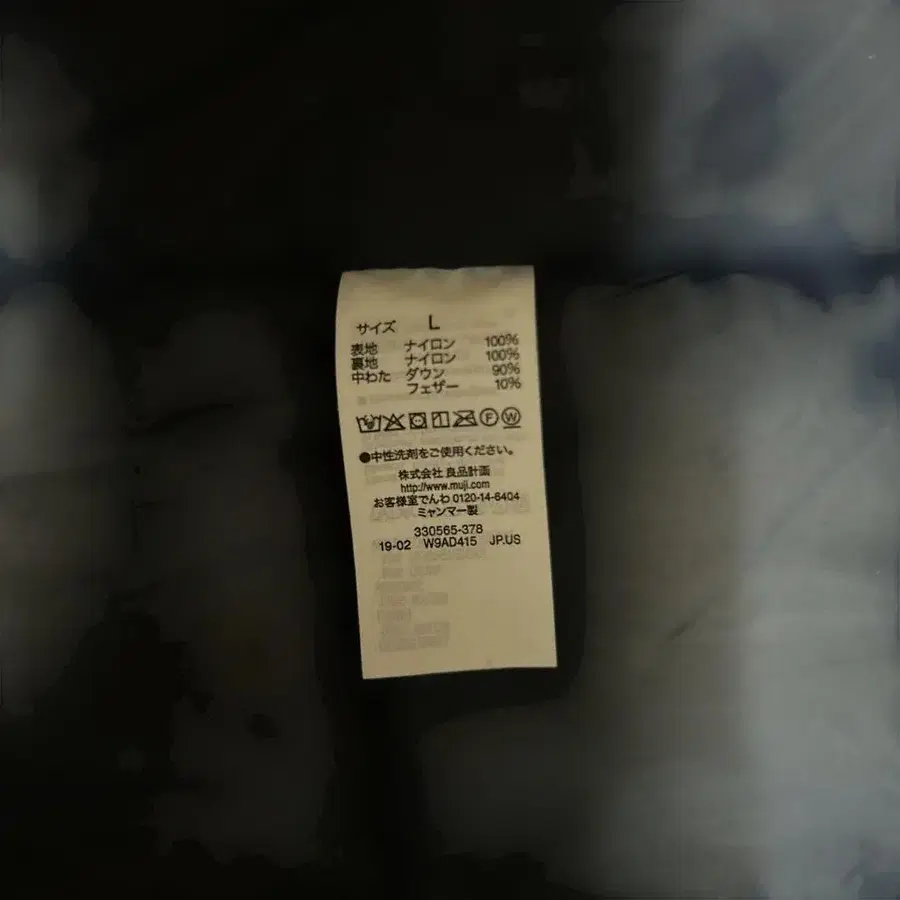 サイズ L
表地 ナイロン 100%
裏地 ナイロン 100%
中わた ダウン 90%
フェザー 10%
F W
●中性洗剤をご使用ください。
株式会社 良品計画
http://www.muji.com
お客様室でんわ 0120-14-6404
ミャンマー製
330565-378
19-02 W9AD415 JP.US